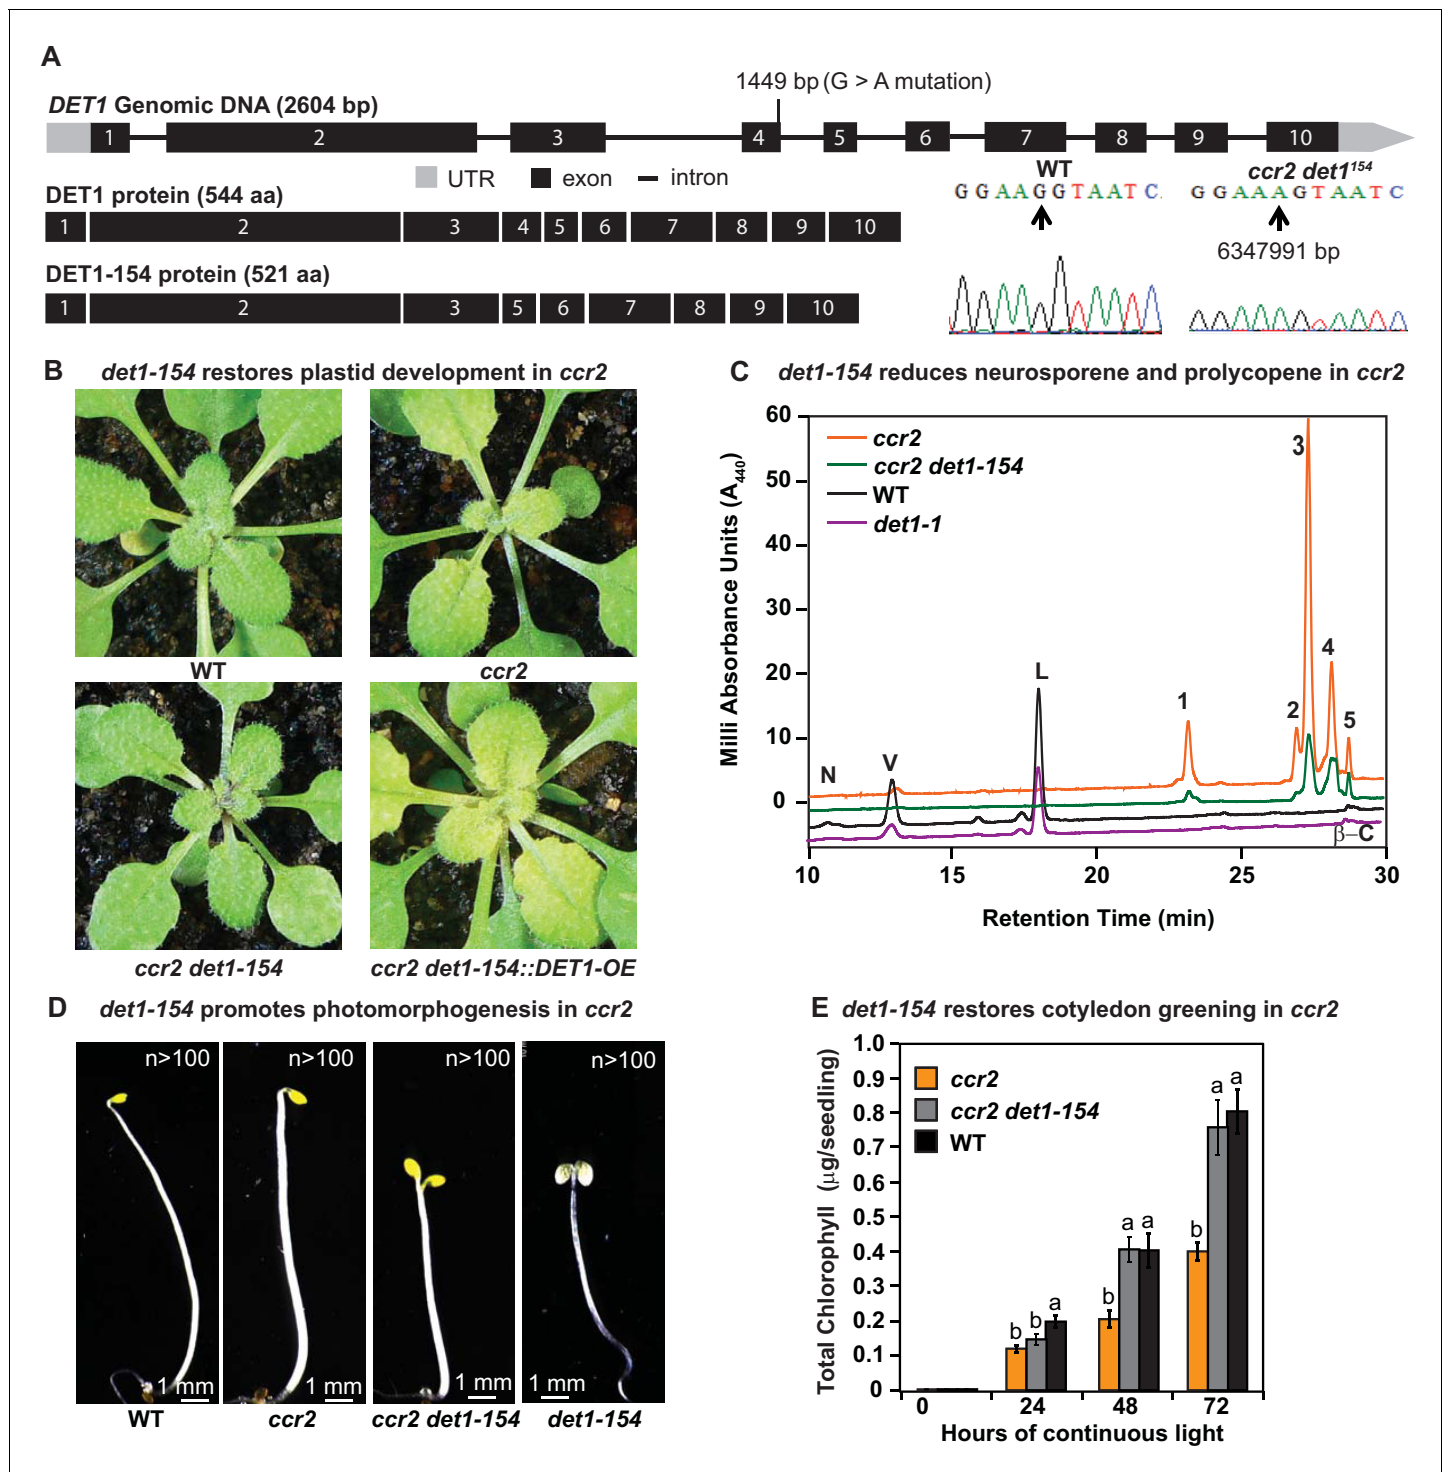 A
1449 bp (G > A mutation)
DET1 Genomic DNA (2604 bp)
1 2 3 4 5 6 7 8 9 10
UTR exon intron
DET1 protein (544 aa)
1 2 3 4 5 6 7 8 9 10
DET1-154 protein (521 aa)
1 2 3 5 6 7 8 9 10
WT
G G A A G G T A A T C
ccr2 det1154
G G A A A G T A A T C
6347991 bp
B det1-154 restores plastid development in ccr2
WT
ccr2
ccr2 det1-154
ccr2 det1-154::DET1-OE
C det1-154 reduces neurosporene and prolycopene in ccr2
Milli Absorbance Units (A440)
60
50
40
30
20
10
0
ccr2
ccr2 det1-154
WT
det1-1
N V L 1 2 3 4 5
β–C
10 15 20 25 30
Retention Time (min)
D det1-154 promotes photomorphogenesis in ccr2
n>100 n>100 n>100 n>100
1 mm 1 mm 1 mm 1 mm
WT ccr2 ccr2 det1-154 det1-154
E det1-154 restores cotyledon greening in ccr2
Total Chlorophyll (µg/seedling)
1.0
0.9
0.8
0.7
0.6
0.5
0.4
0.3
0.2
0.1
0
ccr2
ccr2 det1-154
WT
b b a
b a a
b a a
0 24 48 72
Hours of continuous light